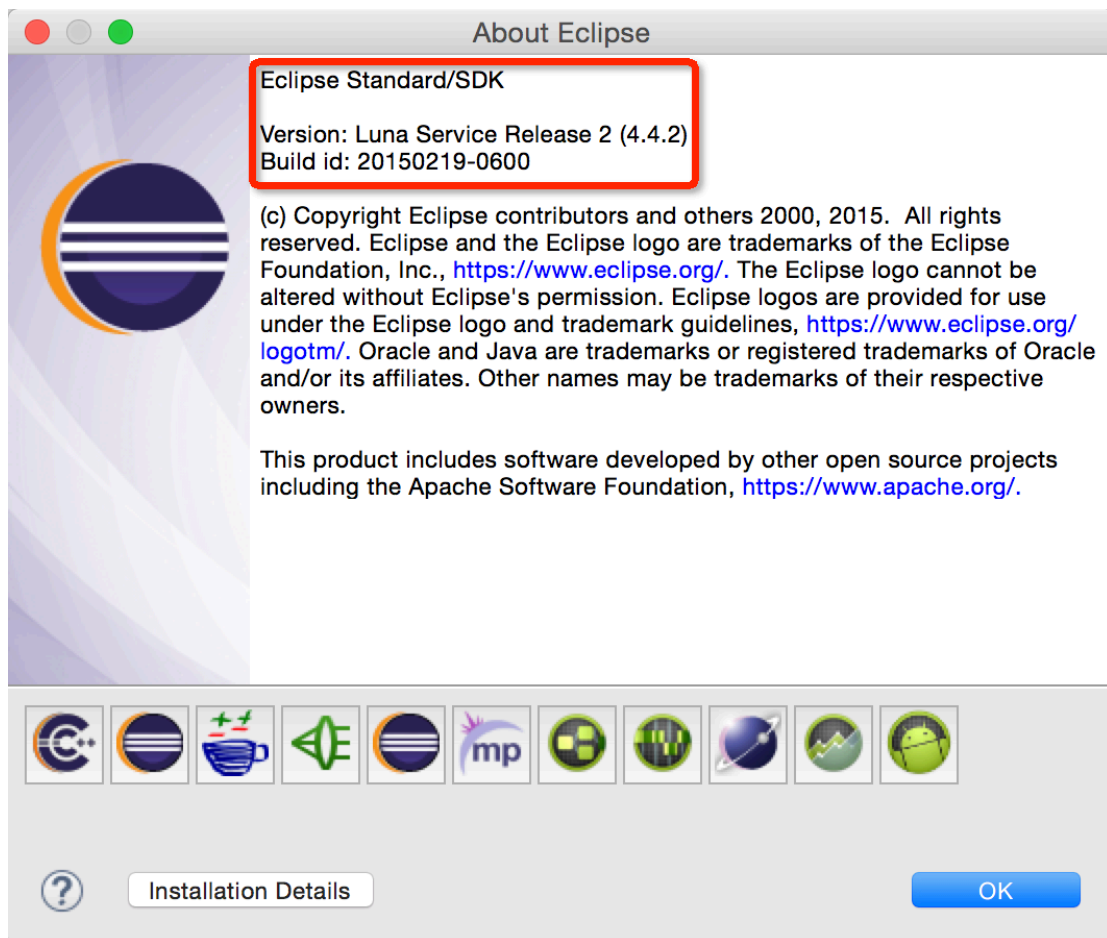 About Eclipse
Eclipse Standard/SDK
Version: Luna Service Release 2 (4.4.2)
Build id: 20150219-0600
(c) Copyright Eclipse contributors and others 2000, 2015.  All rights
reserved. Eclipse and the Eclipse logo are trademarks of the Eclipse
Foundation, Inc., https://www.eclipse.org/. The Eclipse logo cannot be
altered without Eclipse's permission. Eclipse logos are provided for use
under the Eclipse logo and trademark guidelines, https://www.eclipse.org/
logotm/. Oracle and Java are trademarks or registered trademarks of Oracle
and/or its affiliates. Other names may be trademarks of their respective
owners.
This product includes software developed by other open source projects
including the Apache Software Foundation, https://www.apache.org/.
C++
mp
?
Installation Details
OK